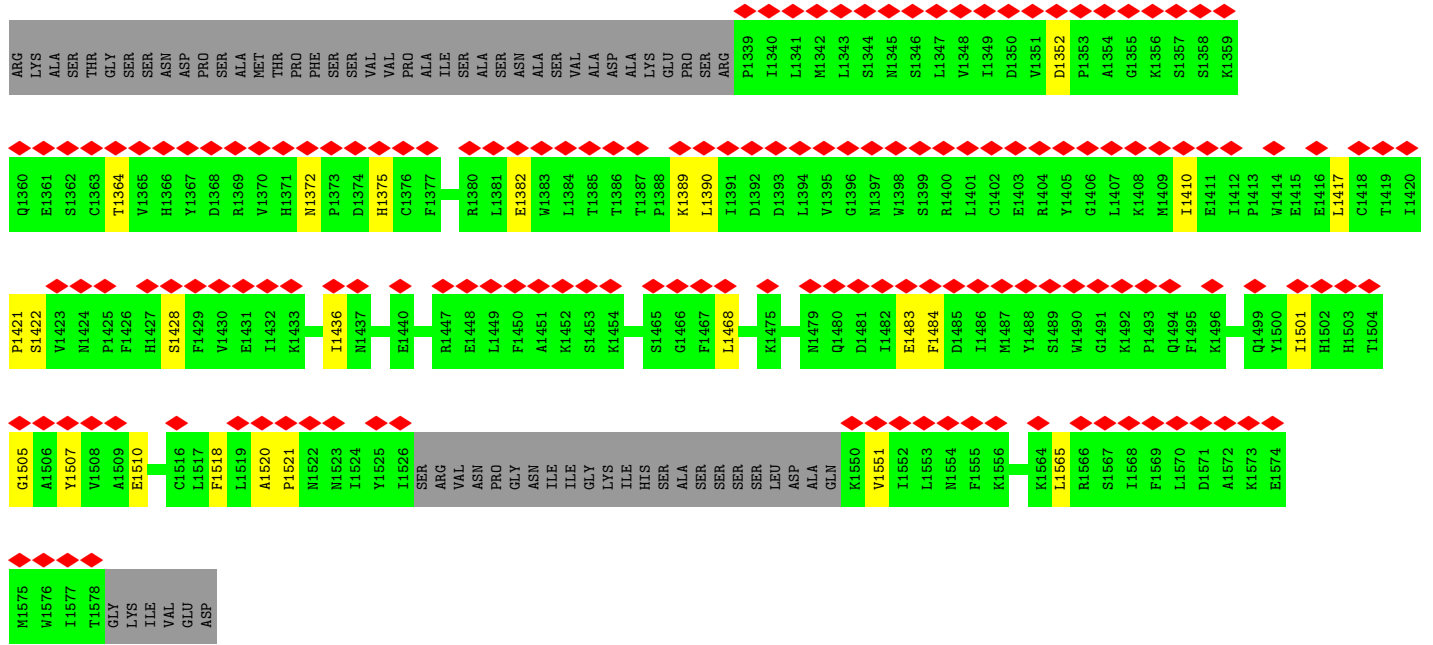 ARG LYS ALA SER THR GLY SER SER ASN ASP PRO SER ALA MET THR PRO PHE SER SER VAL VAL PRO ALA ILE SER ALA SER ASN ALA SER VAL ALA ASP ALA LYS GLU PRO SER ARG P1339 I1340 L1341 M1342 L1343 S1344 N1345 S1346 L1347 V1348 I1349 D1350 V1351 D1352 P1353 A1354 G1355 K1356 S1357 S1358 K1359
Q1360 E1361 S1362 C1363 T1364 V1365 H1366 Y1367 D1368 R1369 V1370 H1371 N1372 P1373 D1374 H1375 C1376 F1377 R1380 L1381 E1382 W1383 L1384 T1385 T1386 T1387 P1388 K1389 L1390 I1391 D1392 D1393 L1394 V1395 G1396 N1397 W1398 S1399 R1400 L1401 C1402 E1403 R1404 Y1405 G1406 L1407 K1408 M1409 I1410 E1411 I1412 P1413 W1414 E1415 E1416 L1417 C1418 T1419 I1420
P1421 S1422 V1423 N1424 P1425 F1426 H1427 S1428 F1429 V1430 E1431 I1432 K1433 I1436 N1437 E1440 R1447 E1448 L1449 F1450 A1451 K1452 S1453 K1454 S1465 G1466 F1467 L1468 K1475 N1479 Q1480 D1481 I1482 E1483 F1484 D1485 I1486 M1487 Y1488 S1489 W1490 G1491 K1492 P1493 Q1494 F1495 K1496 Q1499 Y1500 I1501 H1502 H1503 T1504
G1505 A1506 Y1507 V1508 A1509 E1510 C1516 L1517 F1518 L1519 A1520 P1521 N1522 N1523 I1524 Y1525 I1526 SER ARG VAL ASN PRO GLY ASN ILE ILE GLY LYS ILE HIS SER ALA SER SER SER SER LEU ASP ALA GLN K1550 V1551 I1552 L1553 N1554 F1555 K1556 K1564 L1565 R1566 S1567 I1568 F1569 L1570 D1571 A1572 K1573 E1574
M1575 W1576 I1577 T1578 GLY LYS ILE VAL GLU ASP